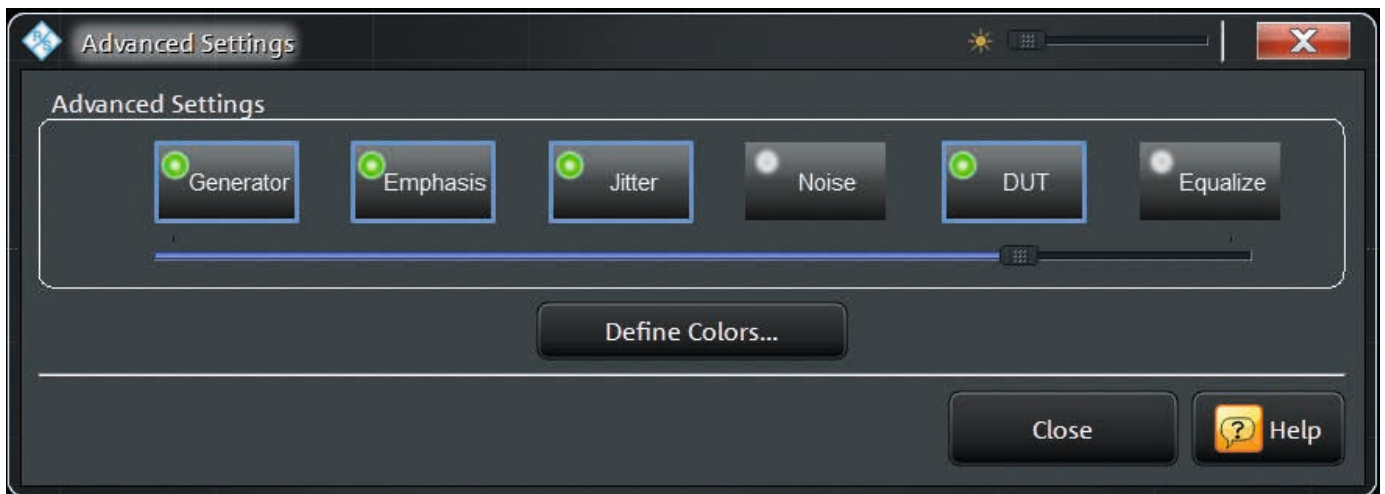 R&S Advanced Settings
X
Advanced Settings
Generator Emphasis Jitter Noise DUT Equalize
Define Colors...
Close ? Help